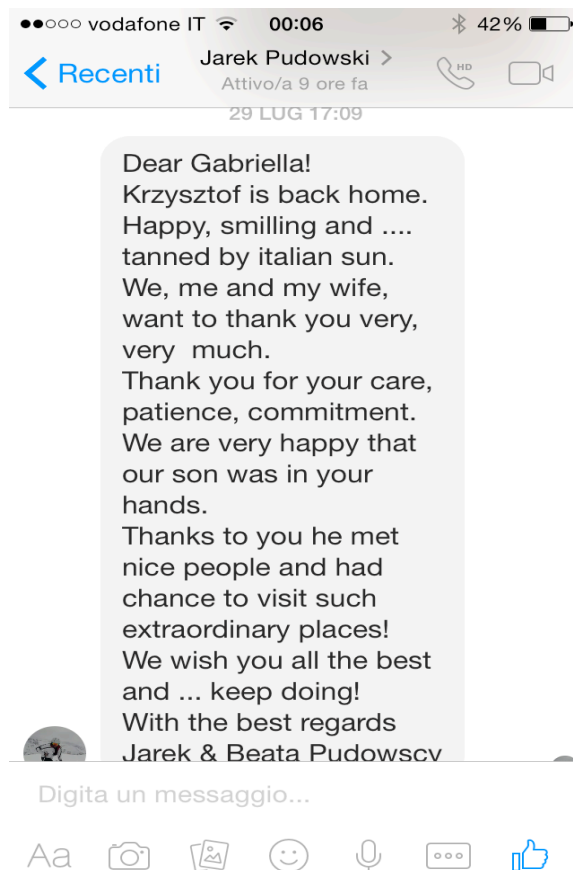 vodafone IT 00:06 42%
Recenti Jarek Pudowski
Attivo/a 9 ore fa
HD
29 LUG 17:09
Dear Gabriella!
Krzysztof is back home.
Happy, smilling and ....
tanned by italian sun.
We, me and my wife,
want to thank you very,
very  much.
Thank you for your care,
patience, commitment.
We are very happy that
our son was in your
hands.
Thanks to you he met
nice people and had
chance to visit such
extraordinary places!
We wish you all the best
and ... keep doing!
With the best regards
Jarek & Beata Pudowscy
Digita un messaggio...
Aa